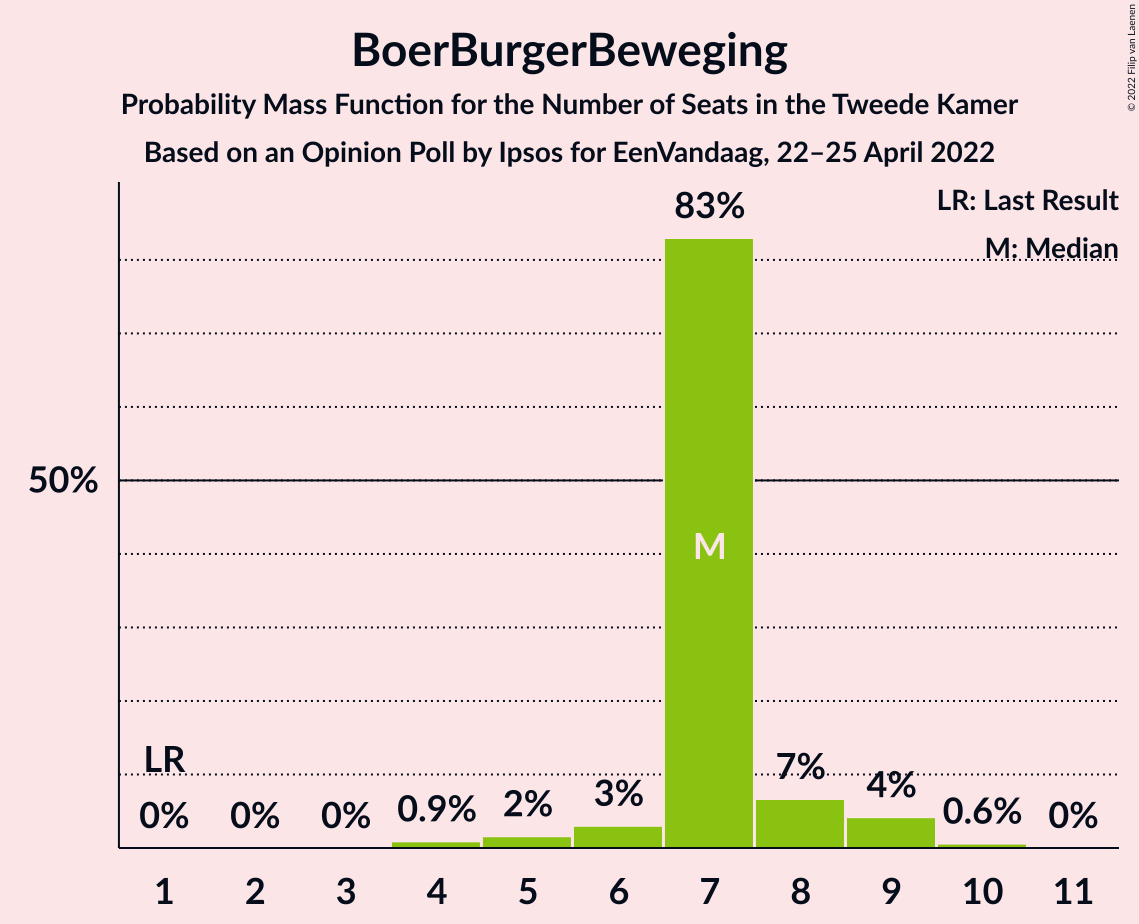 BoerBurgerBeweging
Probability Mass Function for the Number of Seats in the Tweede Kamer
Based on an Opinion Poll by Ipsos for EenVandaag, 22–25 April 2022
© 2022 Filip van Laenen
LR: Last Result
M: Median
83%
50%
M
LR
0% 0% 0% 0.9% 2% 3% 7% 4% 0.6% 0%
1 2 3 4 5 6 7 8 9 10 11